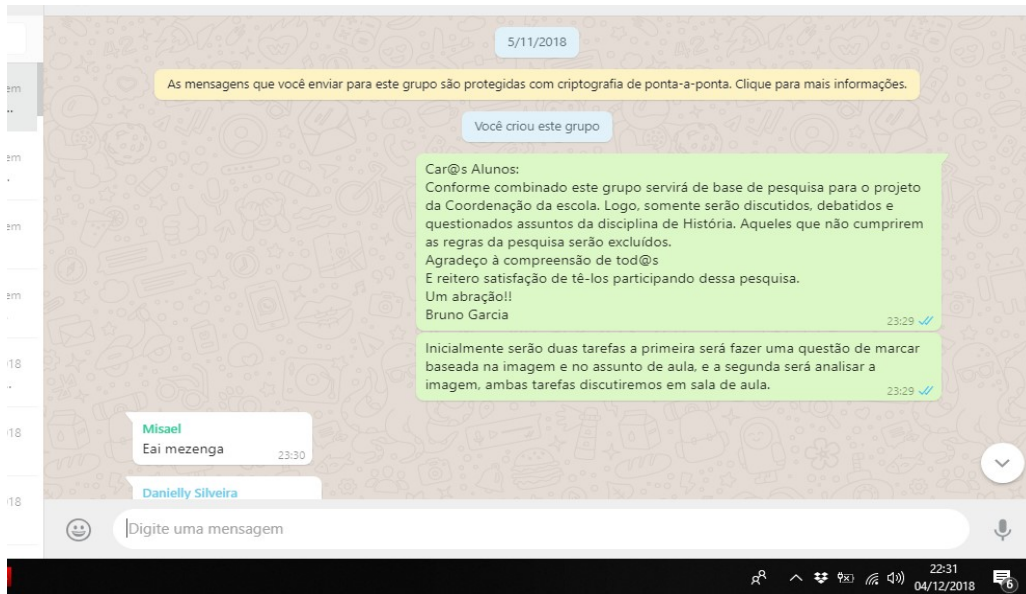 5/11/2018
As mensagens que você enviar para este grupo são protegidas com criptografia de ponta-a-ponta. Clique para mais informações.
Você criou este grupo
Car@s Alunos:
Conforme combinado este grupo servirá de base de pesquisa para o projeto
da Coordenação da escola. Logo, somente serão discutidos, debatidos e
questionados assuntos da disciplina de História. Aqueles que não cumprirem
as regras da pesquisa serão excluídos.
Agradeço à compreensão de tod@s
E reitero satisfação de tê-los participando dessa pesquisa.
Um abração!!
Bruno Garcia
23:29
Inicialmente serão duas tarefas a primeira será fazer uma questão de marcar
baseada na imagem e no assunto de aula, e a segunda será analisar a
imagem, ambas tarefas discutiremos em sala de aula.
23:29
Misael
Eai mezenga 23:30
Danielly Silveira
Digite uma mensagem
22:31
04/12/2018
6